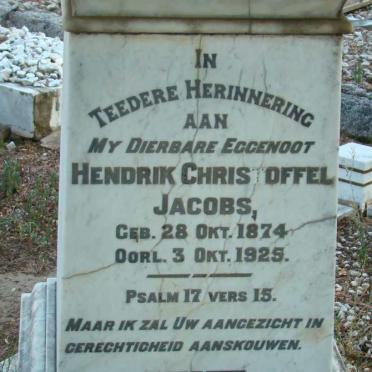 IN
TEEDERE HERINNERING
AAN
MY DIERBARE EGGENOOT
HENDRIK CHRISTOFFEL
JACOBS,
GEB. 28 OKT. 1874
OORL. 3 OKT. 1925.
PSALM 17 VERS 15.
MAAR IK ZAL UW AANGEZICHT IN
GERECHTIGHEID AANSKOUWEN.